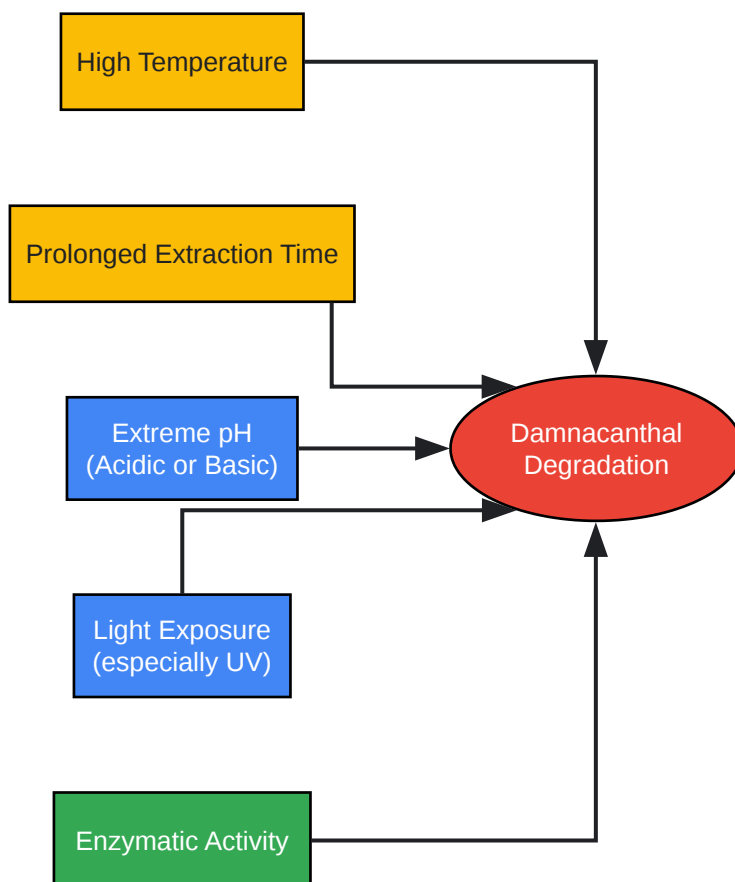 High Temperature
Prolonged Extraction Time
Extreme pH
(Acidic or Basic)
Damnacanthal
Degradation
Light Exposure
(especially UV)
Enzymatic Activity